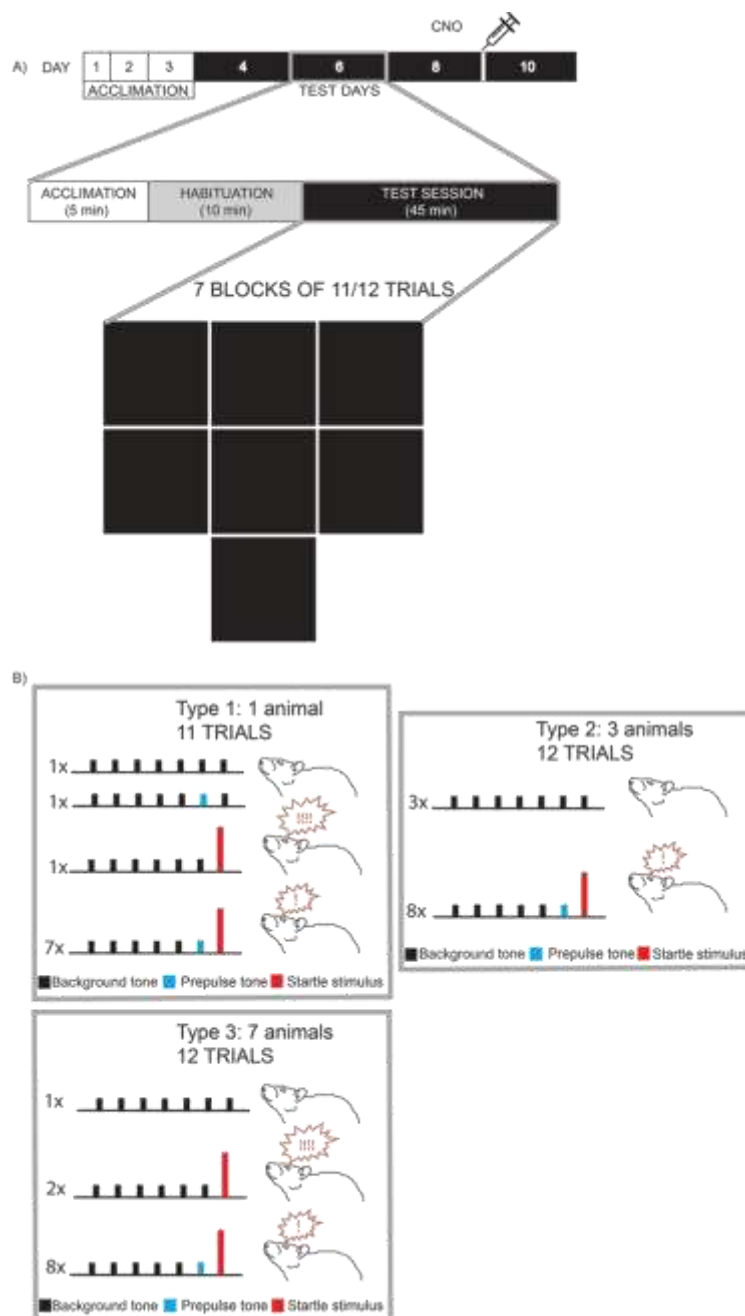 CNO
A) DAY 1 2 3 4 6 8 10
ACCLIMATION TEST DAYS
ACCLIMATION HABITUATION TEST SESSION
(5 min) (10 min) (45 min)
7 BLOCKS OF 11/12 TRIALS
B)
Type 1: 1 animal
11 TRIALS
1x
1x
!!!!
1x
!
7x
Background tone Prepulse tone Startle stimulus
Type 2: 3 animals
12 TRIALS
3x
!
8x
Background tone Prepulse tone Startle stimulus
Type 3: 7 animals
12 TRIALS
1x
!!!!
2x
!
8x
Background tone Prepulse tone Startle stimulus